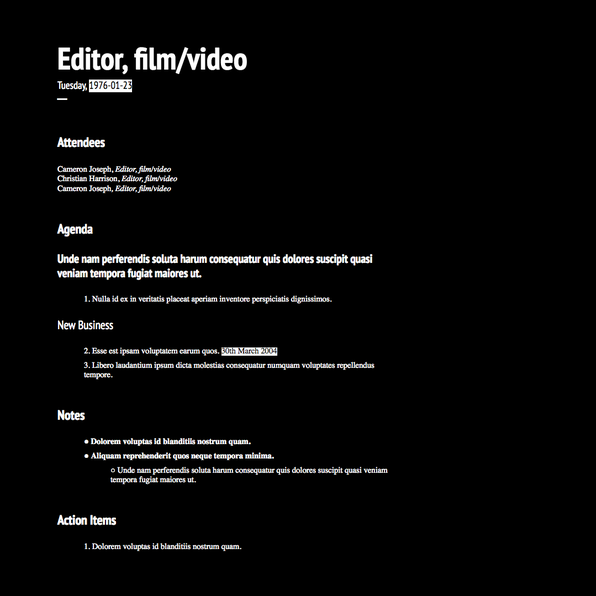 Editor, film/video
Tuesday, 1976-01-23
Attendees
Cameron Joseph, Editor, film/video
Christian Harrison, Editor, film/video
Cameron Joseph, Editor, film/video
Agenda
Unde nam perferendis soluta harum consequatur quis dolores suscipit quasi
veniam tempora fugiat maiores ut.
1. Nulla id ex in veritatis placeat aperiam inventore perspiciatis dignissimos.
New Business
2. Esse est ipsam voluptatem earum quos. 30th March 2004
3. Libero laudantium ipsum dicta molestias consequatur numquam voluptates repellendus
tempore.
Notes
● Dolorem voluptas id blanditiis nostrum quam.
● Aliquam reprehenderit quos neque tempora minima.
○ Unde nam perferendis soluta harum consequatur quis dolores suscipit quasi veniam
tempora fugiat maiores ut.
Action Items
1. Dolorem voluptas id blanditiis nostrum quam.